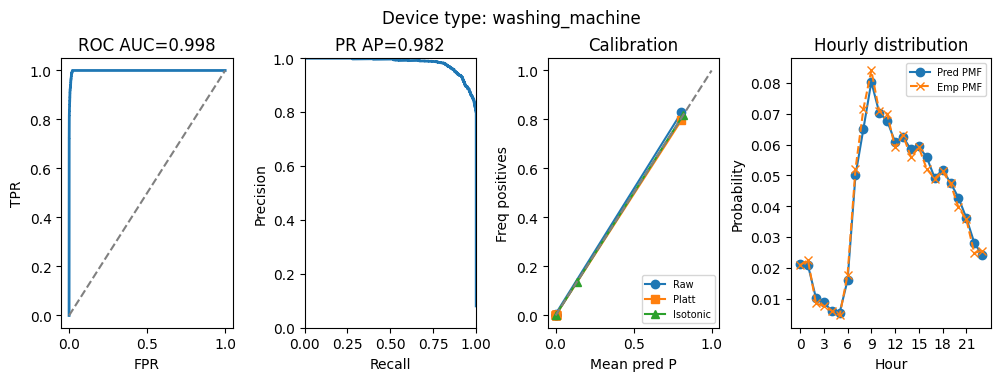 Device type: washing_machine
ROC AUC=0.998
TPR
1.0
0.8
0.6
0.4
0.2
0.0
0.0
0.5
1.0
FPR
PR AP=0.982
Precision
1.0
0.8
0.6
0.4
0.2
0.0
0.00
0.25
0.50
0.75
1.00
Recall
Calibration
Freq positives
1.0
0.8
0.6
0.4
0.2
0.0
Raw
Platt
Isotonic
0.0
0.5
1.0
Mean pred P
Hourly distribution
Probability
0.08
0.07
0.06
0.05
0.04
0.03
0.02
0.01
Pred PMF
Emp PMF
0
3
6
9
12
15
18
21
Hour